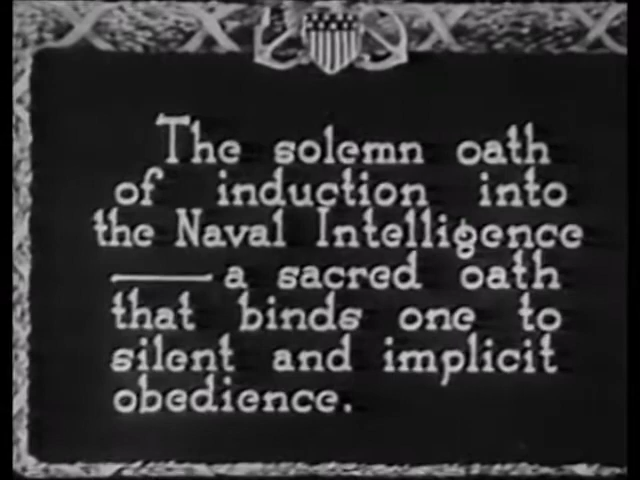 The solemn oath
of induction into
the Naval Intelligence
— a sacred oath
that binds one to
silent and implicit
obedience.